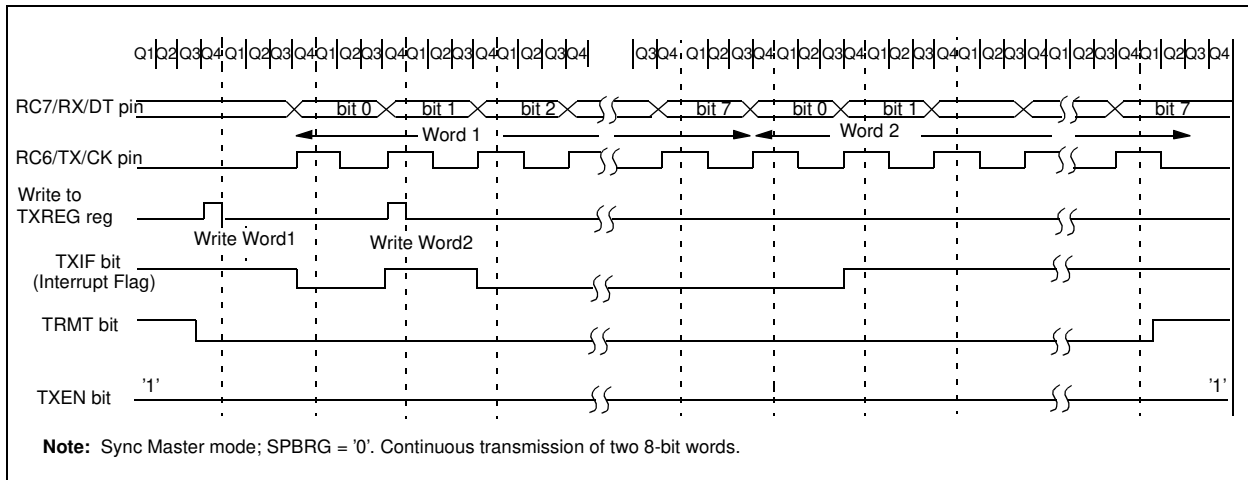 Q1 Q2 Q3 Q4 Q1 Q2 Q3 Q4 Q1 Q2 Q3 Q4 Q1 Q2 Q3 Q4 Q1 Q2 Q3 Q4 Q3 Q4 Q1 Q2 Q3 Q4 Q1 Q2 Q3 Q4 Q1 Q2 Q3 Q4 Q1 Q2 Q3 Q4 Q1 Q2 Q3 Q4 Q1 Q2 Q3 Q4
RC7/RX/DT pin bit 0 bit 1 bit 2 bit 7 bit 0 bit 1 bit 7
Word 1 Word 2
RC6/TX/CK pin
Write to
TXREG reg
Write Word1 Write Word2
TXIF bit
(Interrupt Flag)
TRMT bit
'1' '1'
TXEN bit
Note: Sync Master mode; SPBRG = '0'. Continuous transmission of two 8-bit words.